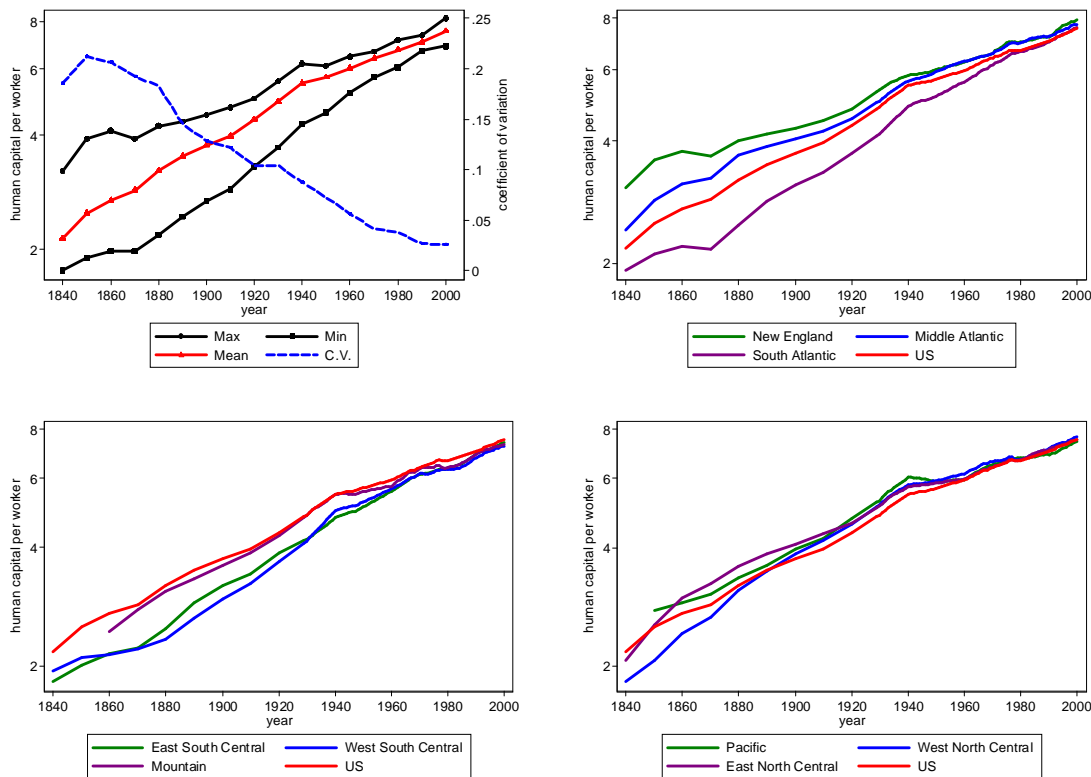 8
6
4
2
human capital per worker
.25
.2
.15
.1
.05
0
coefficient of variation
1840 1860 1880 1900 1920 1940 1960 1980 2000
year
Max Min
Mean C.V.
8
6
4
2
human capital per worker
1840 1860 1880 1900 1920 1940 1960 1980 2000
year
New England Middle Atlantic
South Atlantic US
8
6
4
2
human capital per worker
1840 1860 1880 1900 1920 1940 1960 1980 2000
year
East South Central West South Central
Mountain US
8
6
4
2
human capital per worker
1840 1860 1880 1900 1920 1940 1960 1980 2000
year
Pacific West North Central
East North Central US